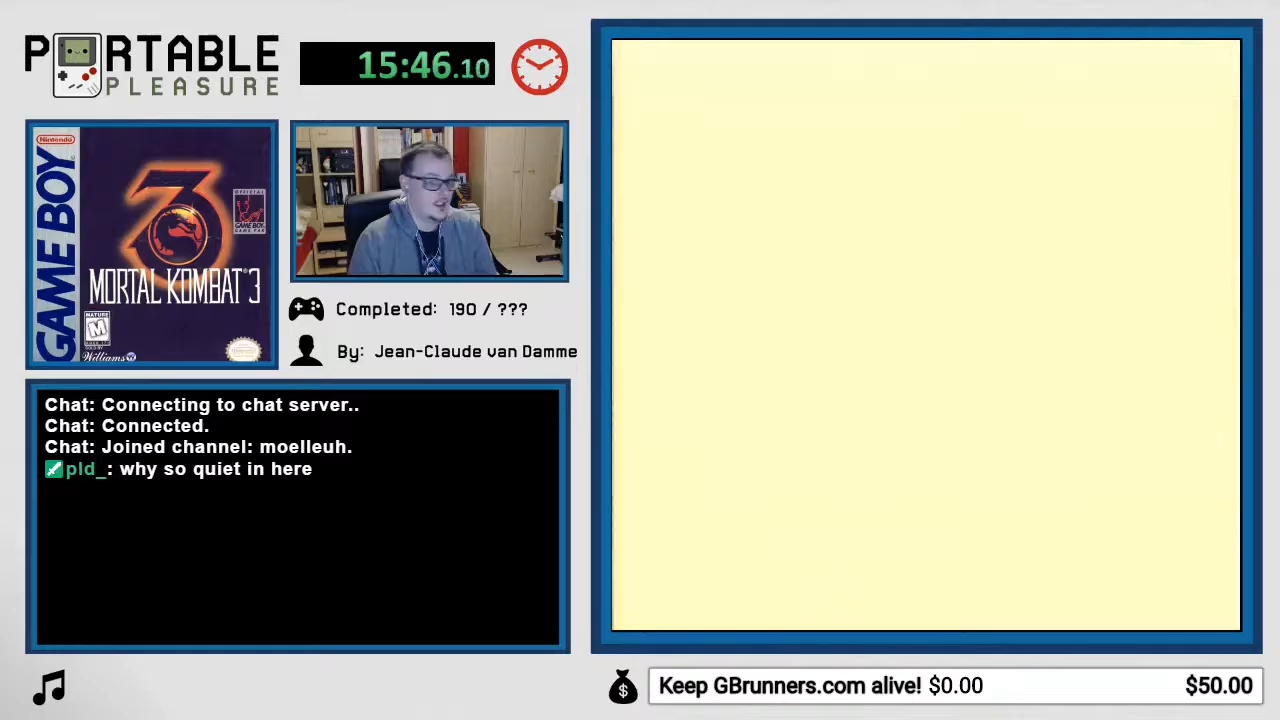 PORTABLE
PLEASURE
15:46.10
Nintendo
GAME BOY
3
OFFICIAL
GAME BOY
GAME PAK
MORTAL KOMBAT 3
MATURE
M
Williams
Completed: 190 / ???
By: Jean-Claude van Damme
Chat: Connecting to chat server..
Chat: Connected.
Chat: Joined channel: moelleuh.
pld_: why so quiet in here
$
Keep GBrunners.com alive! $0.00 $50.00